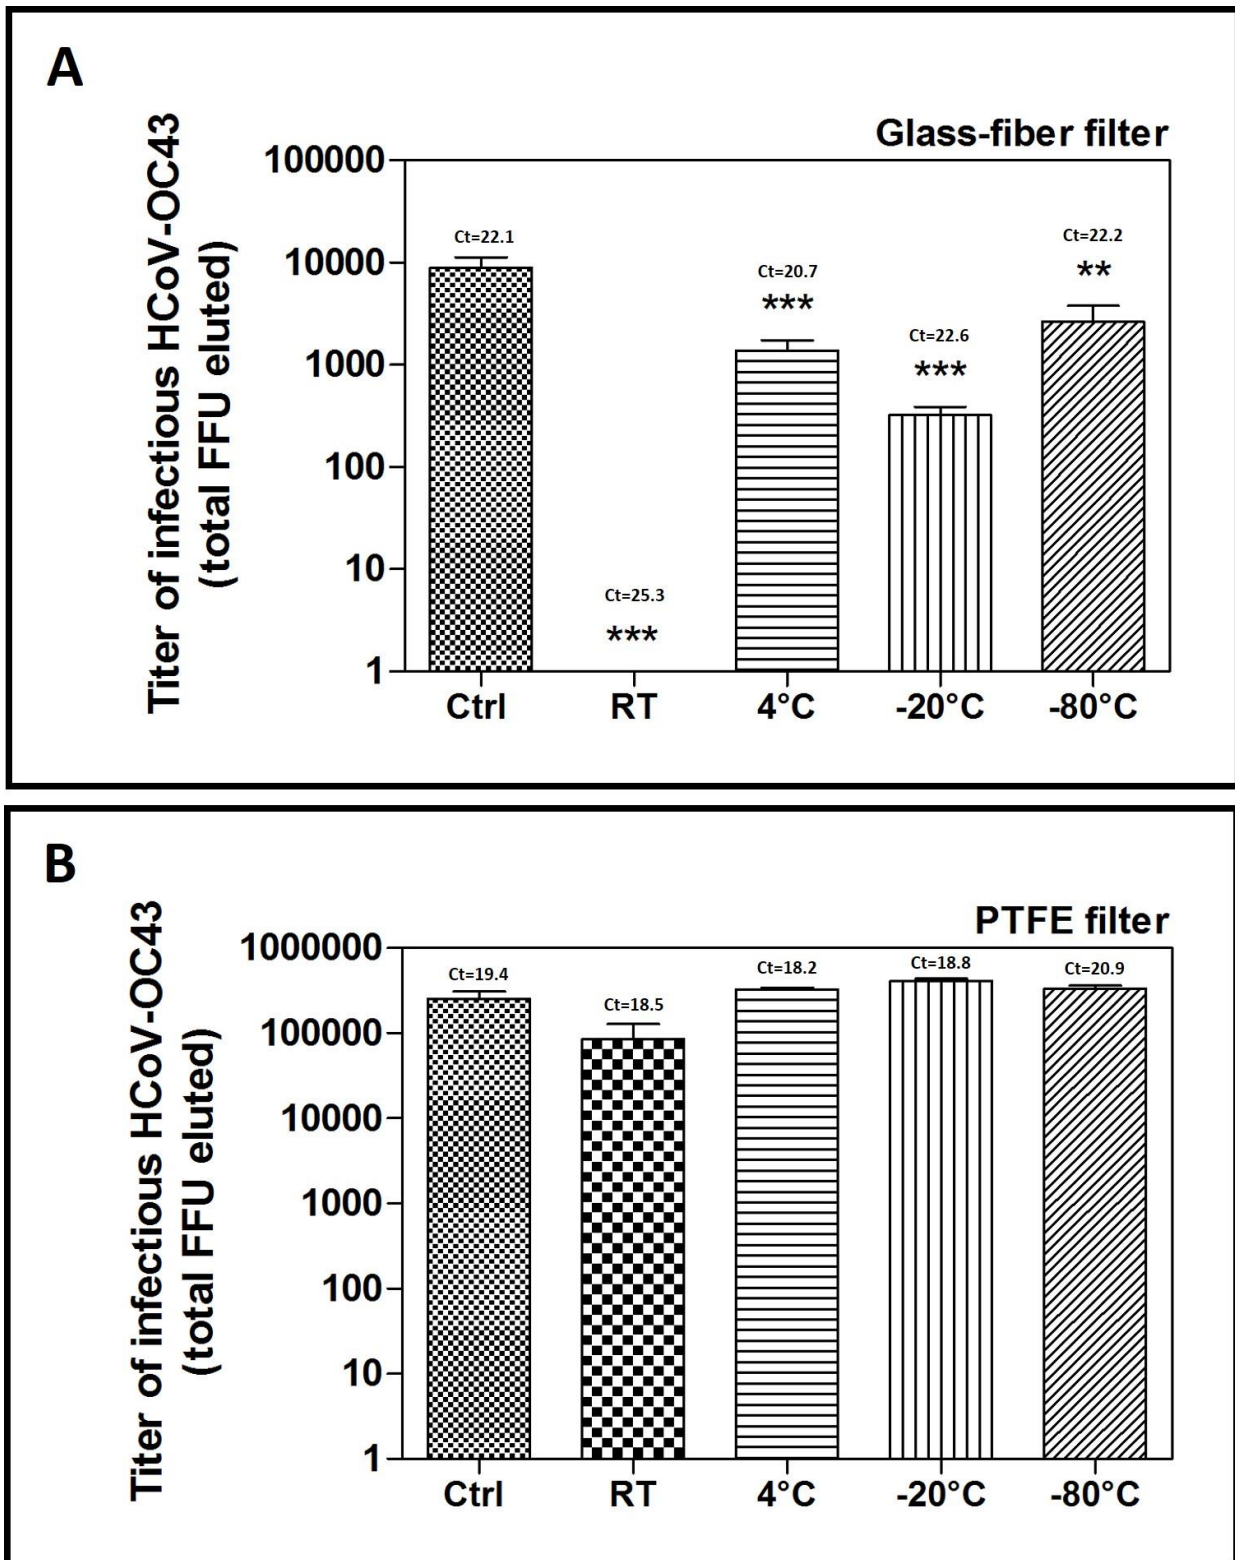 A
Glass-fiber filter
Titer of infectious HCoV-OC43
(total FFU eluted)
100000
10000
1000
100
10
1
Ct=22.1
Ct=25.3
***
Ct=20.7
***
Ct=22.6
***
Ct=22.2
**
Ctrl RT 4°C -20°C -80°C
B
PTFE filter
Titer of infectious HCoV-OC43
(total FFU eluted)
1000000
100000
10000
1000
100
10
1
Ct=19.4
Ct=18.5
Ct=18.2
Ct=18.8
Ct=20.9
Ctrl RT 4°C -20°C -80°C